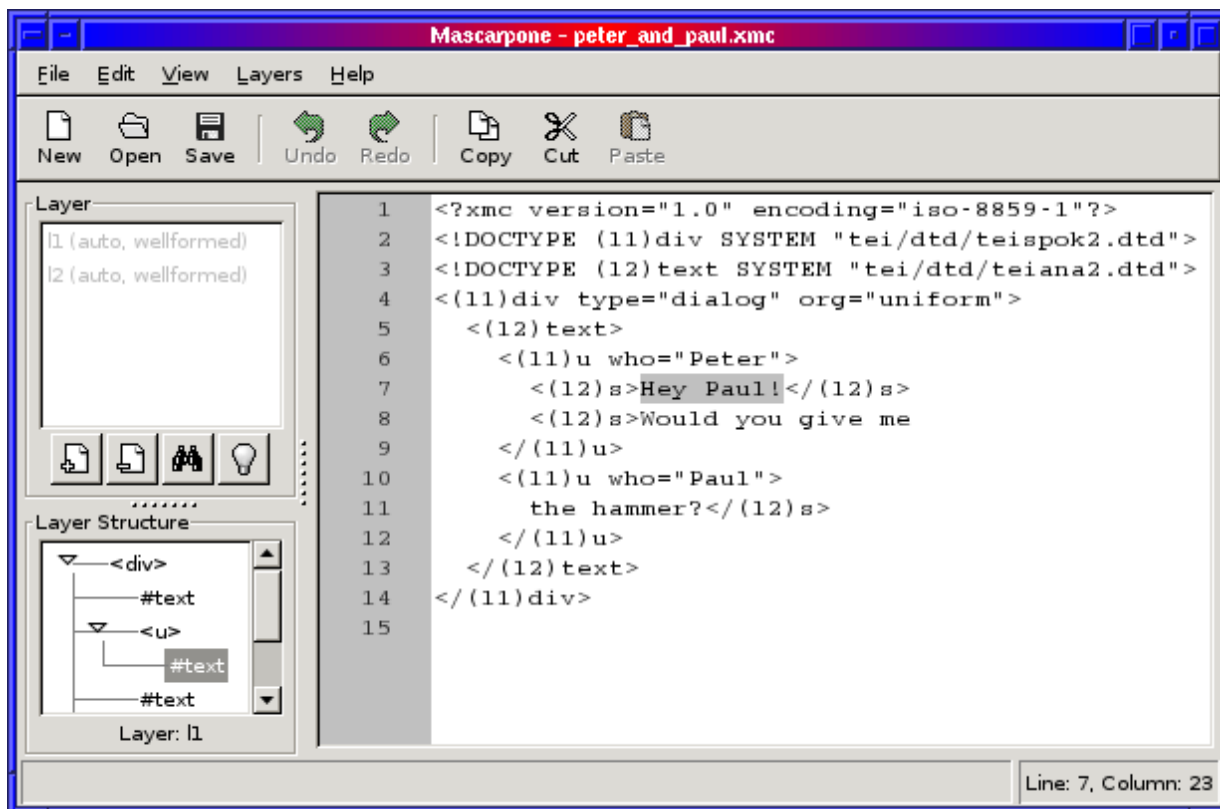 Mascarpone - peter_and_paul.xmc
File Edit View Layers Help
New Open Save Undo Redo Copy Cut Paste
Layer
l1 (auto, wellformed)
l2 (auto, wellformed)
Layer Structure
<div>
#text
<u>
#text
#text
Layer: l1
1 <?xmc version="1.0" encoding="iso-8859-1"?>
2 <!DOCTYPE (l1)div SYSTEM "tei/dtd/teispok2.dtd">
3 <!DOCTYPE (l2)text SYSTEM "tei/dtd/teiana2.dtd">
4 <(l1)div type="dialog" org="uniform">
5 <(l2)text>
6 <(l1)u who="Peter">
7 <(l2)s>Hey Paul!</(l2)s>
8 <(l2)s>Would you give me
9 </(l1)u>
10 <(l1)u who="Paul">
11 the hammer?</(l2)s>
12 </(l1)u>
13 </(l2)text>
14 </(l1)div>
15
Line: 7, Column: 23